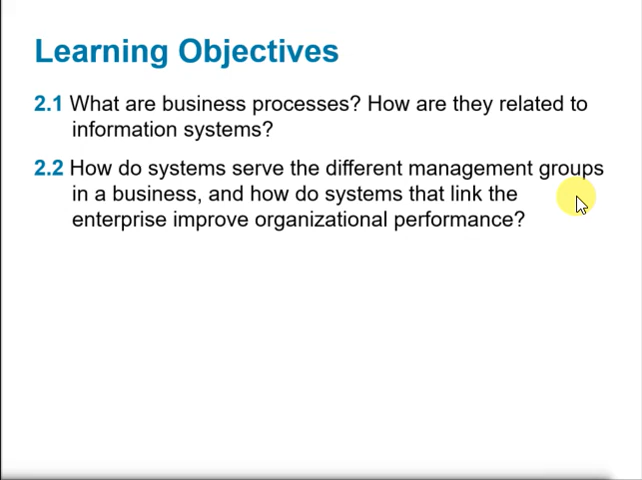 Learning Objectives
2.1 What are business processes? How are they related to
information systems?
2.2 How do systems serve the different management groups
in a business, and how do systems that link the
enterprise improve organizational performance?